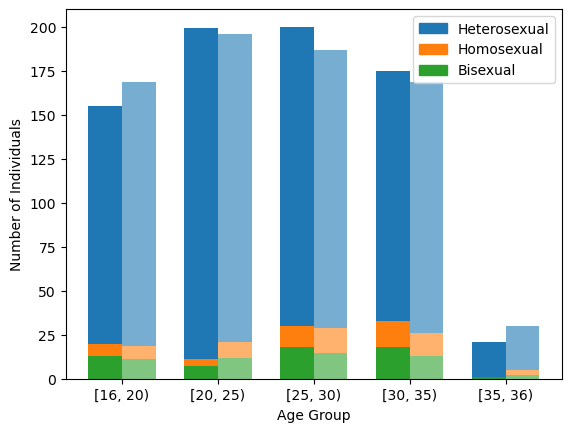 200
175
150
125
100
75
50
25
0
Number of Individuals
Heterosexual
Homosexual
Bisexual
[16, 20) [20, 25) [25, 30) [30, 35) [35, 36)
Age Group